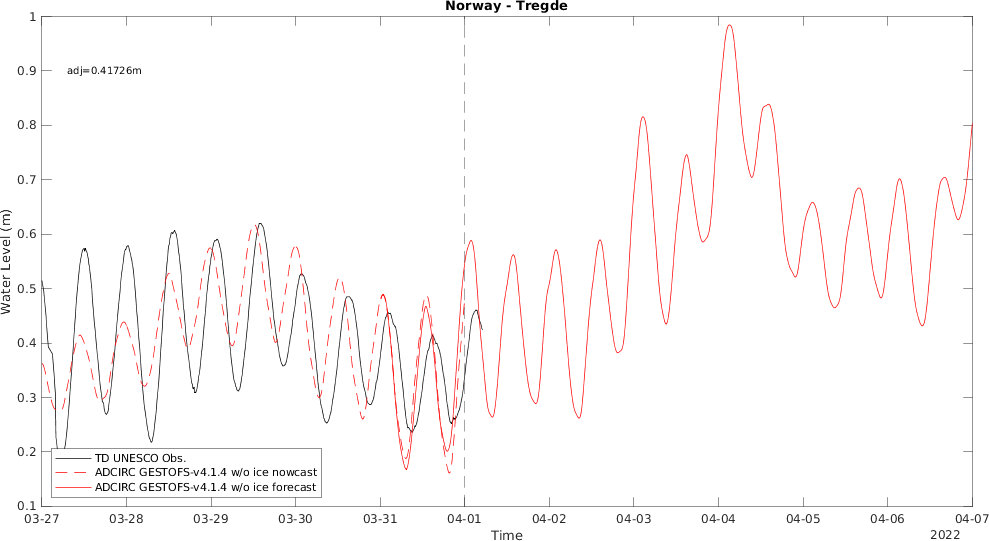 Norway - Tregde
1
0.9
0.8
0.7
0.6
0.5
0.4
0.3
0.2
0.1
Water Level (m)
adj=0.41726m
TD UNESCO Obs.
ADCIRC GESTOFS-v4.1.4 w/o ice nowcast
ADCIRC GESTOFS-v4.1.4 w/o ice forecast
03-27 03-28 03-29 03-30 03-31 04-01 04-02 04-03 04-04 04-05 04-06 04-07
Time
2022